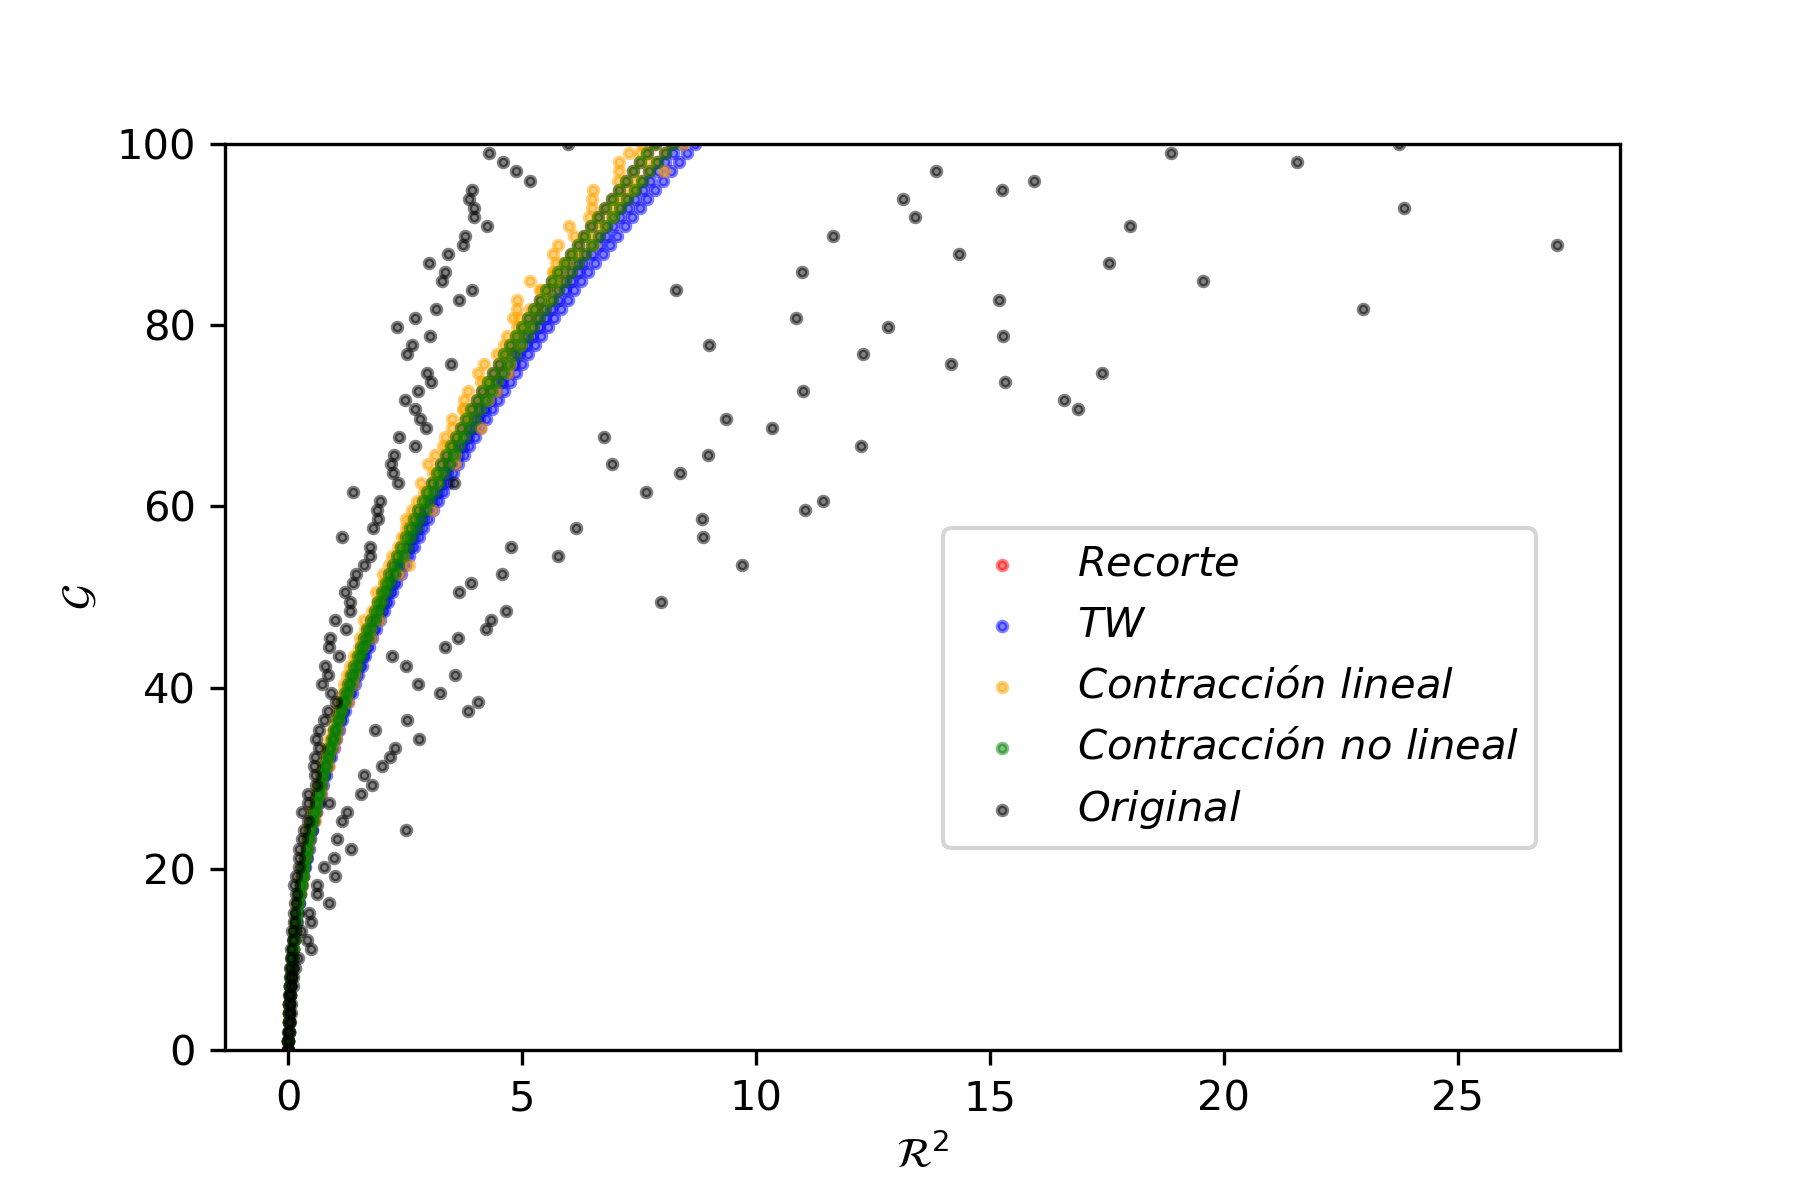 100
80
60
40
20
0
𝒢
Recorte
TW
Contracción lineal
Contracción no lineal
Original
0 5 10 15 20 25
ℛ²